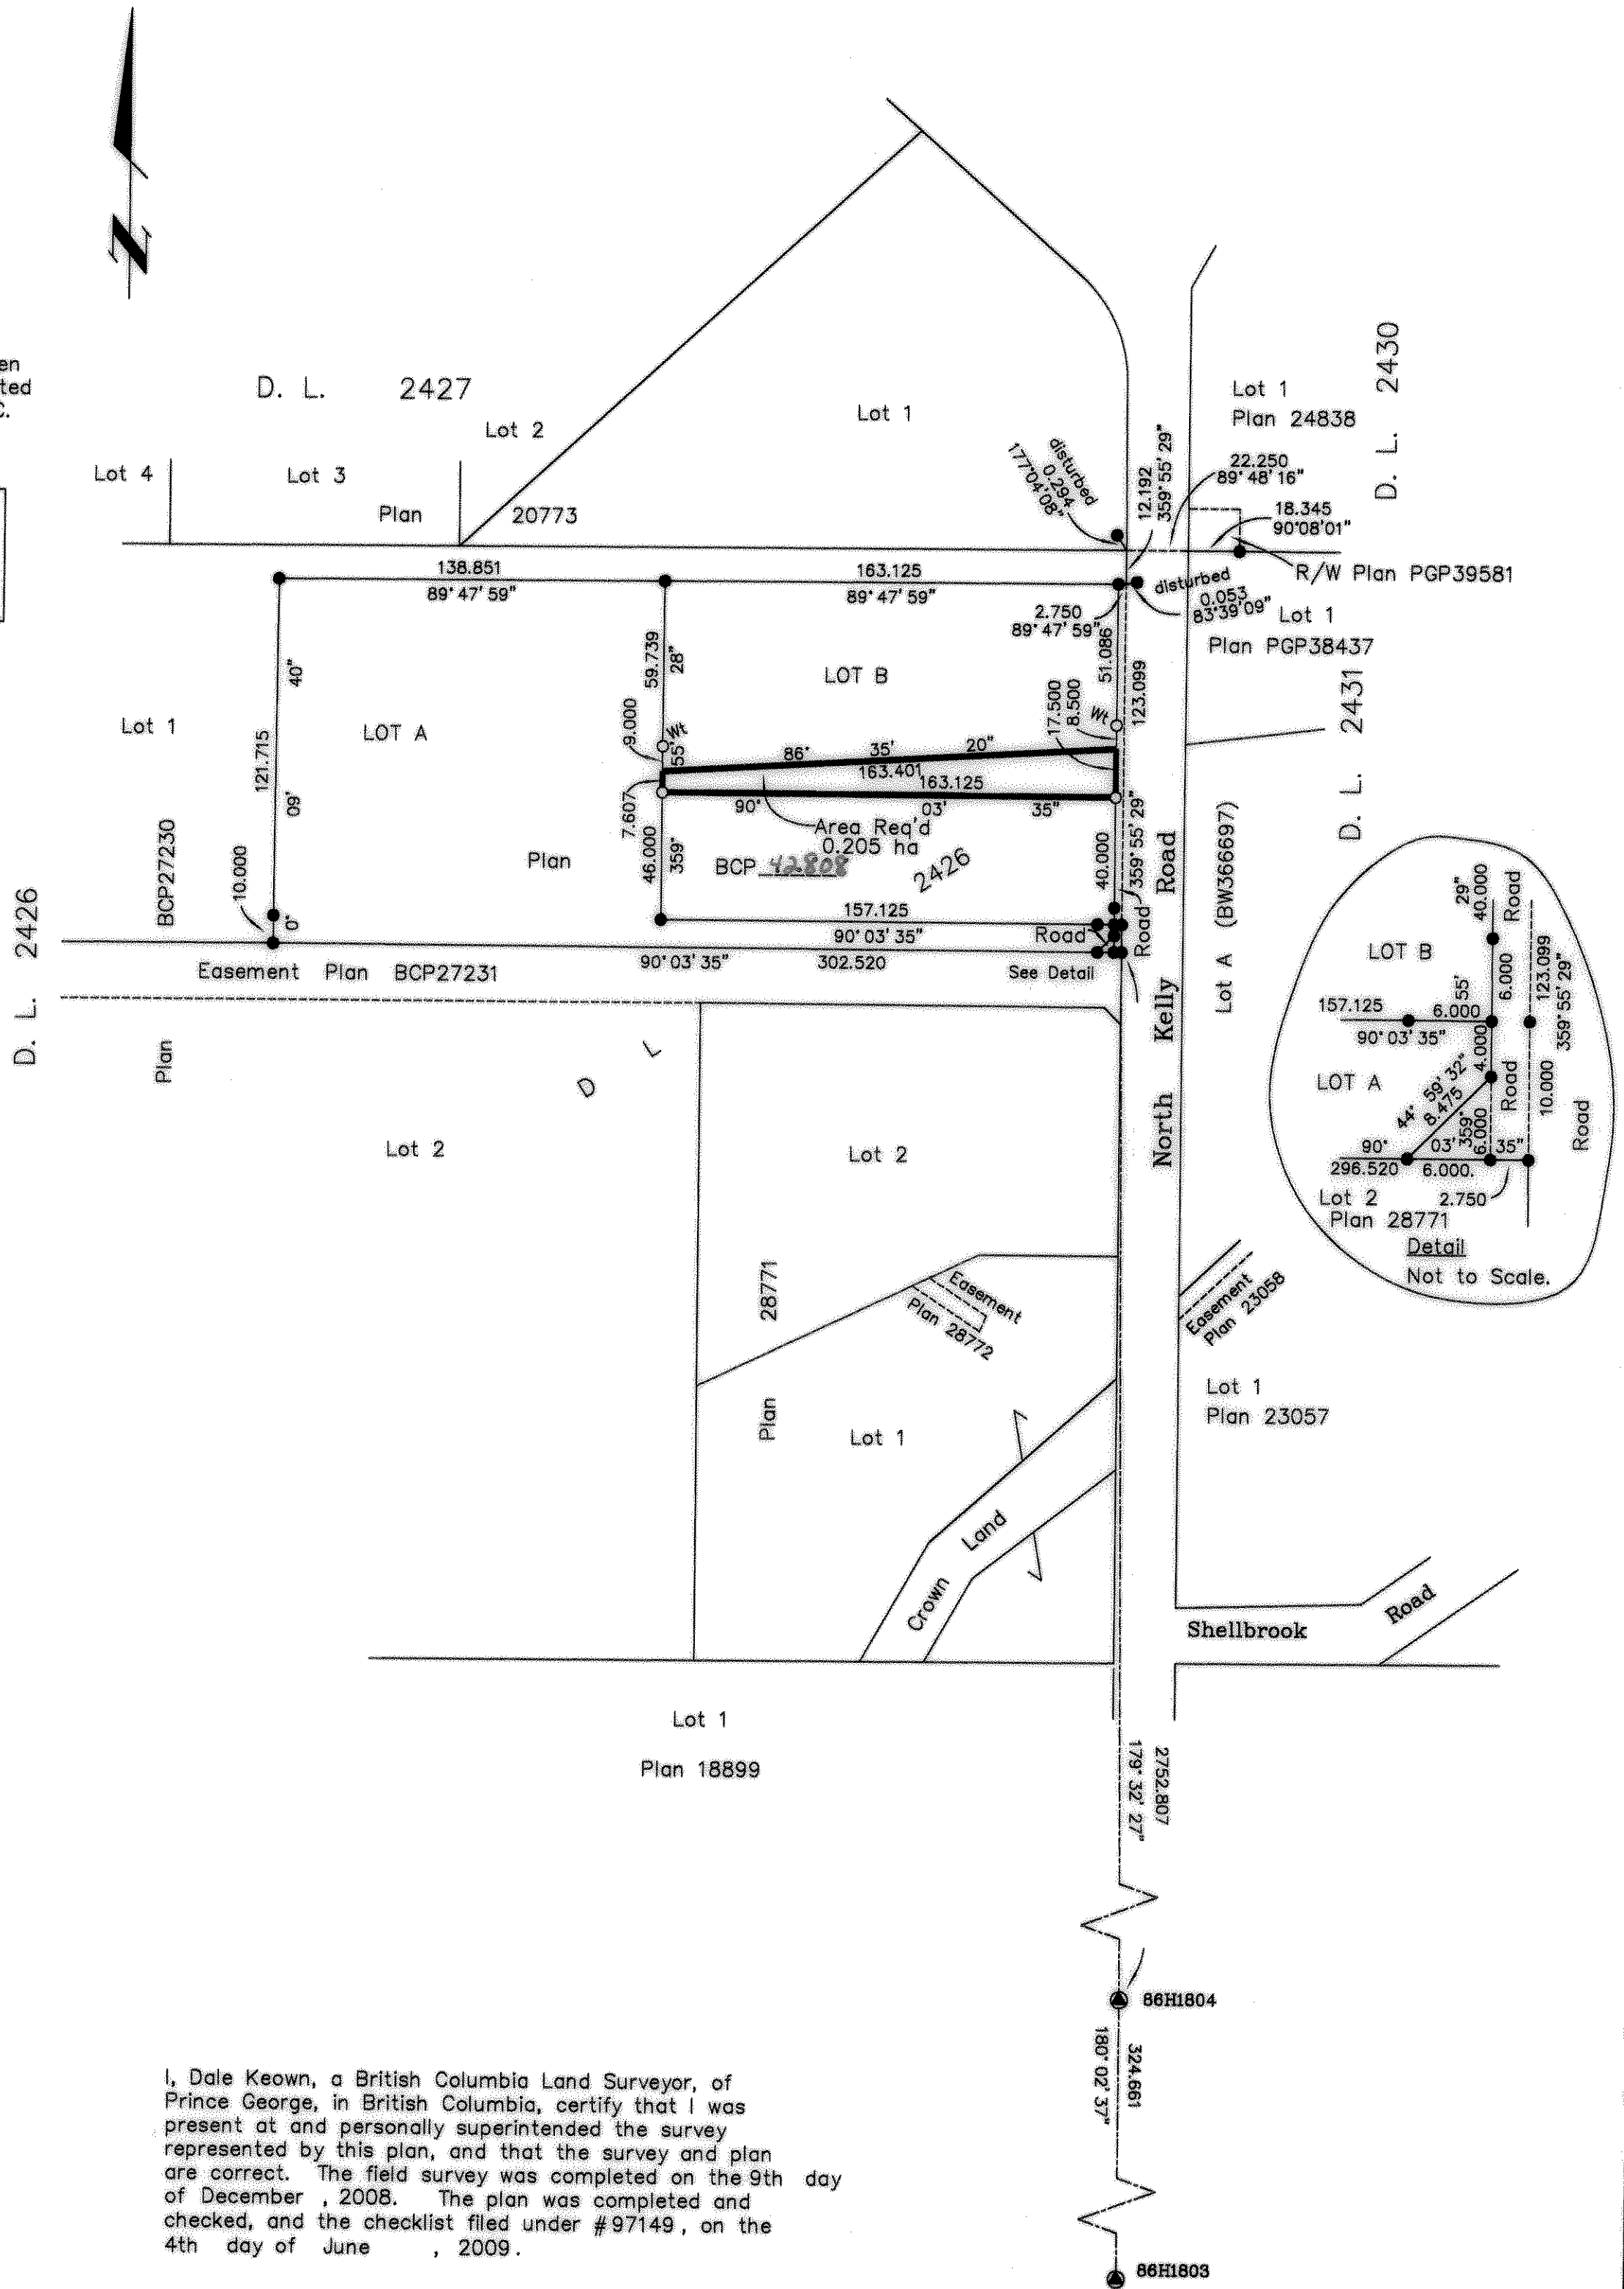 N
en
ted
C.
D. L. 2427
Lot 1
Lot 1
Plan 24838
D. L. 2430
Lot 2
Lot 4
Lot 3
Plan 20773
disturbed
0.294
177°04'08"
12.192
359°55'29"
22.250
89°48'16"
18.345
90°08'01"
R/W Plan PGP39581
138.851
89°47'59"
163.125
89°47'59"
disturbed
0.053
83°39'09"
2.750
89°47'59"
Lot 1
Plan PGP38437
59.739
28"
51.086
123.099
LOT B
40"
Lot 1
LOT A
9.000
Wt
55'
17.500
8.500
Wt
86° 35' 20"
163.401
163.125
90° 03' 35"
121.715
09'
7.607
Area Req'd
0.205 ha
D. L. 2431
Plan BCP 42808
2426
BCP27230
10.000
0°
46.000
359°
40.000
359°55'29"
Road
Lot A (BW366697)
157.125
90°03'35"
Road
Road
D. L. 2426
Easement Plan BCP27231
90°03'35" 302.520
See Detail
North Kelly
Plan
D L
Lot 2
Lot 2
LOT B
29"
40.000
Road
157.125
90°03'35"
6.000
55'
6.000
123.099
359°55'29"
LOT A
44° 59' 32"
8.475
4.000
Road
359°
6.000
10.000
Road
90° 03' 35"
296.520 6.000.
Lot 2
Plan 28771
2.750
Detail
Not to Scale.
Plan 28771
Easement
Plan 28772
Easement
Plan 23058
Lot 1
Plan 23057
Lot 1
Crown Land
Shellbrook Road
Lot 1
Plan 18899
2752.807
179° 32' 27"
86H1804
324.661
180°02'37"
86H1803
I, Dale Keown, a British Columbia Land Surveyor, of
Prince George, in British Columbia, certify that I was
present at and personally superintended the survey
represented by this plan, and that the survey and plan
are correct. The field survey was completed on the 9th day
of December , 2008. The plan was completed and
checked, and the checklist filed under #97149, on the
4th day of June , 2009.